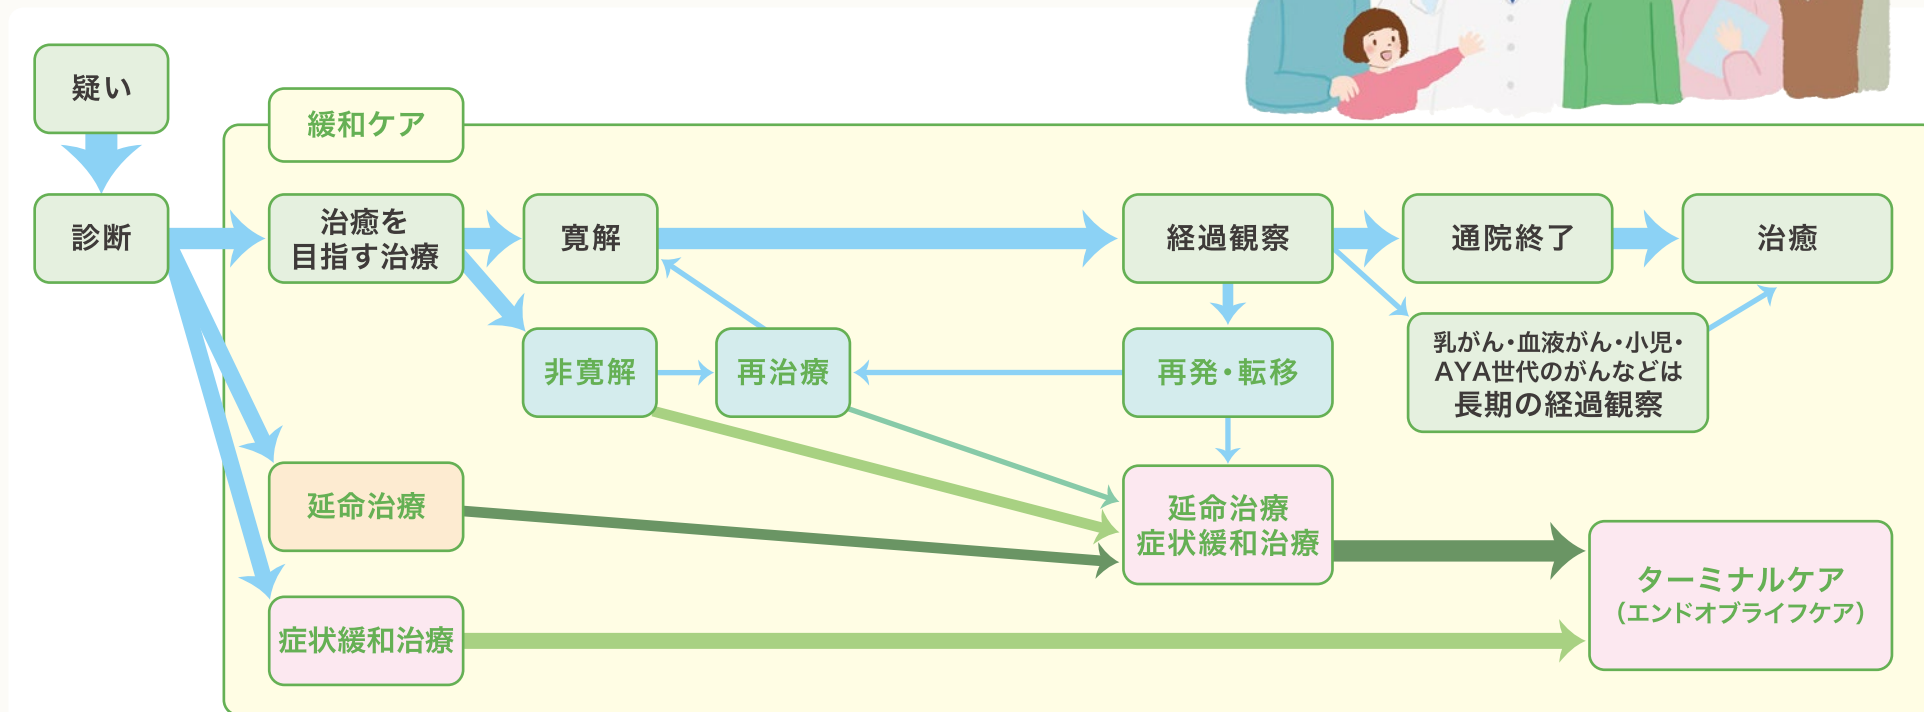 疑い
緩和ケア
診断
治癒を
目指す治療
寛解
経過観察
通院終了
治癒
非寛解
再治療
再発・転移
乳がん・血液がん・小児・
AYA世代のがんなどは
長期の経過観察
延命治療
延命治療
症状緩和治療
ターミナルケア
（エンドオブライフケア）
症状緩和治療